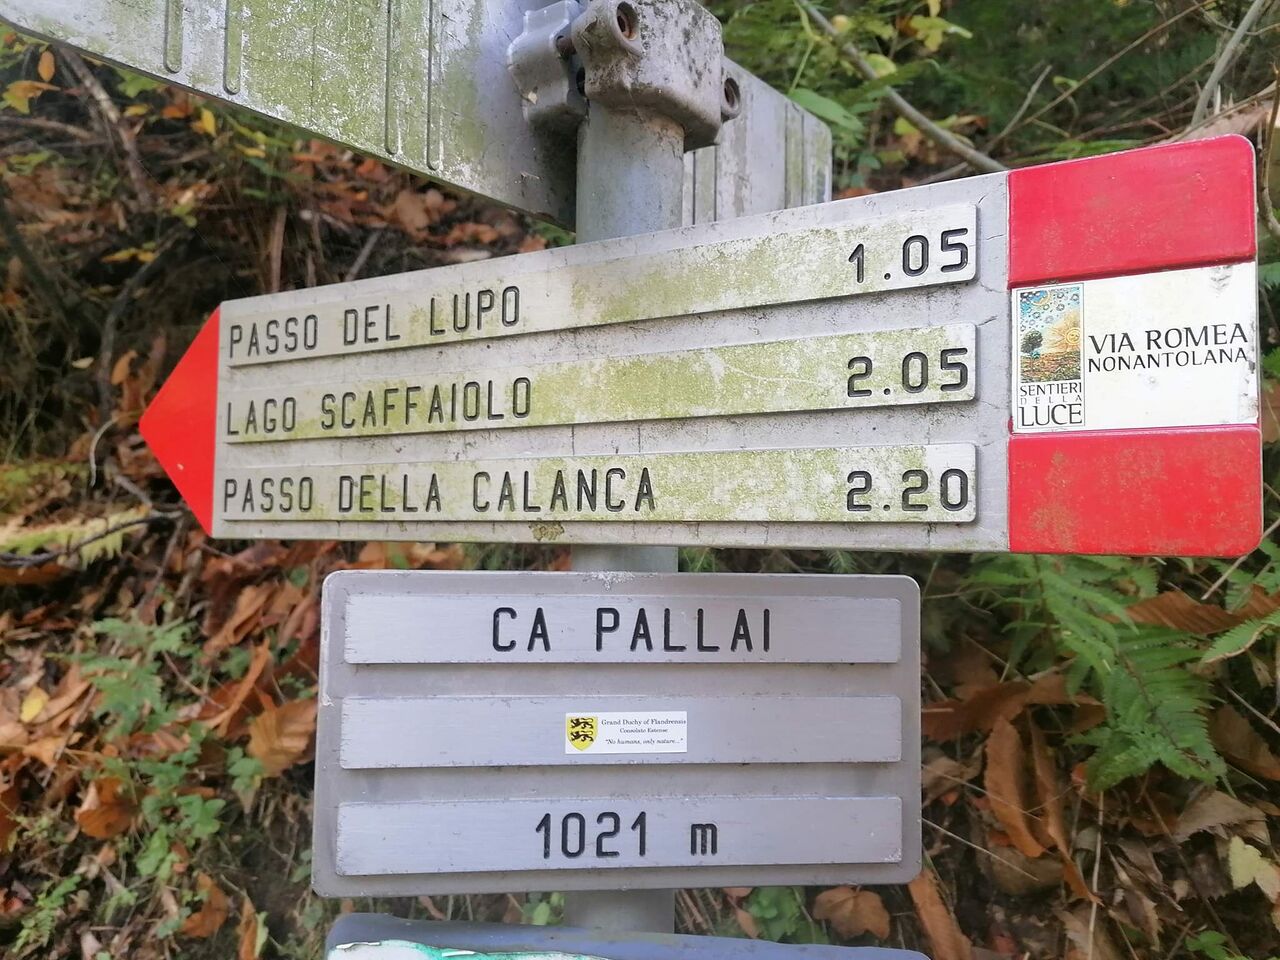 PASSO DEL LUPO 1.05
LAGO SCAFFAIOLO 2.05
PASSO DELLA CALANCA 2.20
SENTIERI
DELLA
LUCE
VIA ROMEA
NONANTOLANA
CA PALLAI
Grand Duchy of Flandrensis
Consolato Estense
"No humans, only nature..."
1021 m